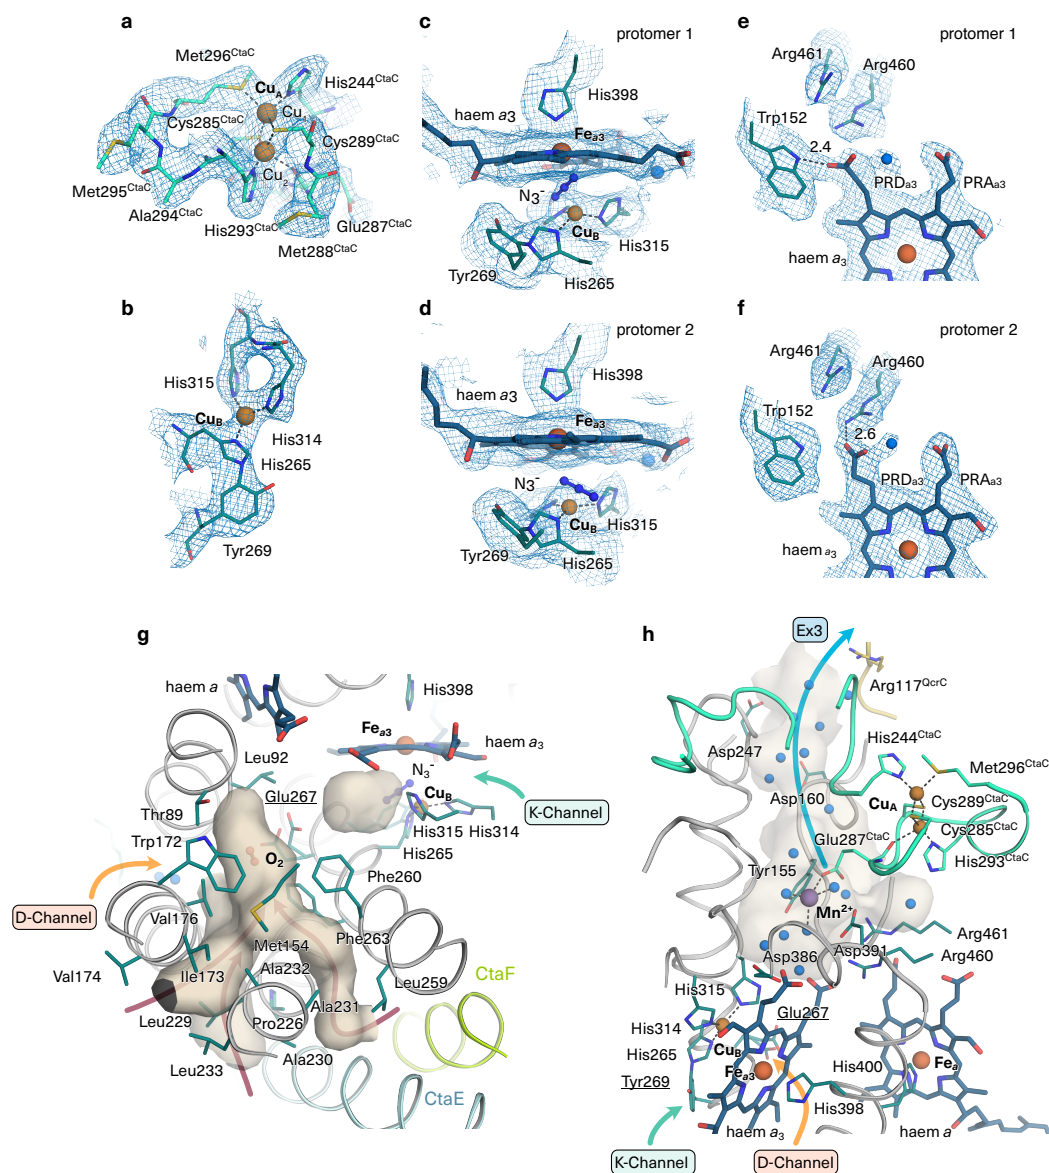 a
Met296CtaC
CuA
His244CtaC
Cu1
Cys285CtaC
Cys289CtaC
Cu2
Met295CtaC
Ala294CtaC
His293CtaC
Glu287CtaC
Met288CtaC
b
His315
CuB
His314
His265
Tyr269
c
protomer 1
His398
haem a3
Fea3
N3-
CuB
His315
Tyr269
His265
d
protomer 2
His398
haem a3
Fea3
N3-
CuB
His315
Tyr269
His265
e
protomer 1
Arg461
Arg460
Trp152
2.4
PRDa3
PRAa3
haem a3
f
protomer 2
Arg461
Arg460
Trp152
2.6
PRDa3
PRAa3
haem a3
g
haem a
His398
Fea3
haem a3
Leu92
Glu267
N3-
CuB
K-Channel
Thr89
His315
His314
Trp172
His265
O2
Phe260
D-Channel
Val176
Met154
Phe263
Val174
Ile173
Ala232
Leu259
CtaF
Leu229
Ala231
Pro226
Ala230
Leu233
CtaE
h
Ex3
Arg117QcrC
Asp247
His244CtaC
Met296CtaC
Asp160
CuA
Cys289CtaC
Glu287CtaC
Cys285CtaC
His293CtaC
Tyr155
Mn2+
Arg461
Asp386
Asp391
Arg460
His315
Glu267
His314
CuB
His265
His400
Fea
Fea3
Tyr269
His398
haem a3
haem a
K-Channel
D-Channel